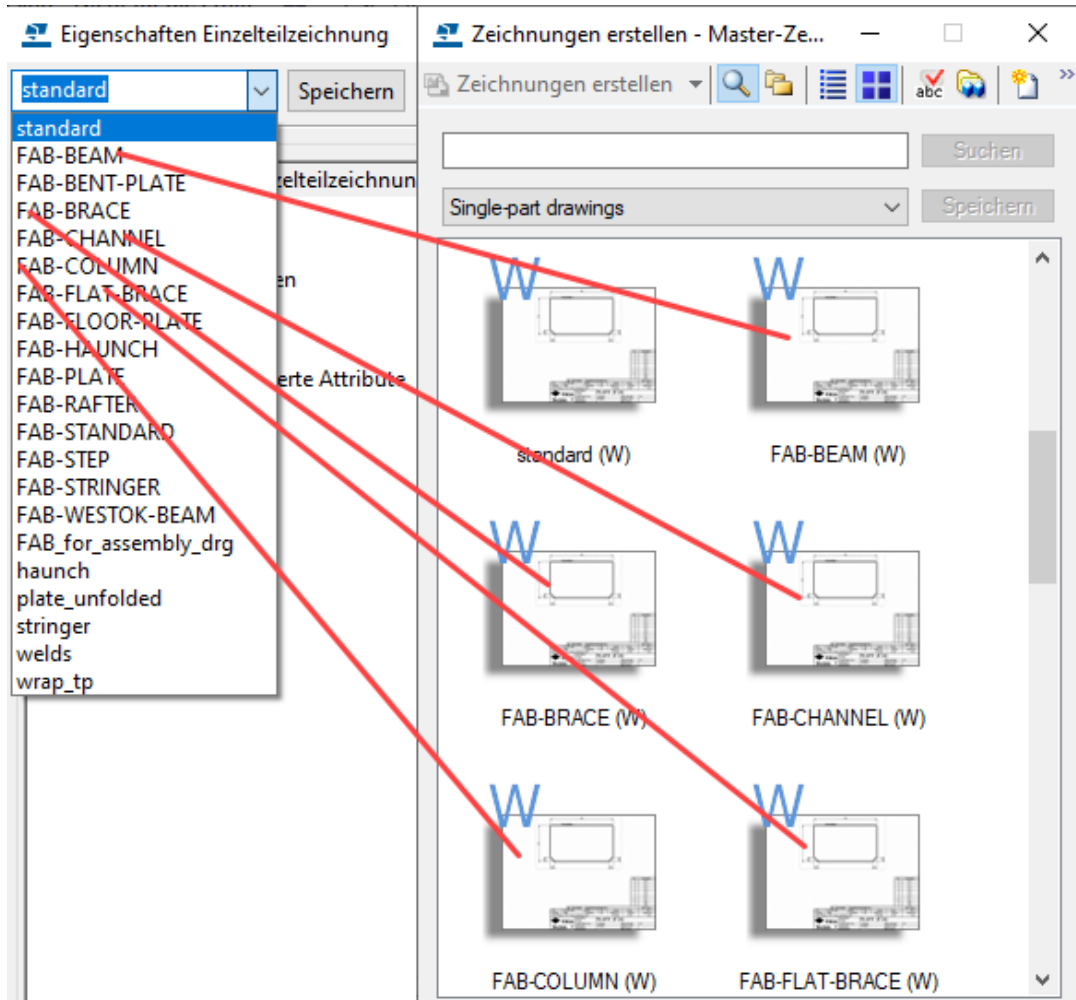 Eigenschaften Einzelteilzeichnung
standard
Speichern
standard
FAB-BEAM
FAB-BENT-PLATE
FAB-BRACE
FAB-CHANNEL
FAB-COLUMN
FAB-FLAT-BRACE
FAB-FLOOR-PLATE
FAB-HAUNCH
FAB-PLATE
FAB-RAFTER
FAB-STANDARD
FAB-STEP
FAB-STRINGER
FAB-WESTOK-BEAM
FAB_for_assembly_drg
haunch
plate_unfolded
stringer
welds
wrap_tp
zelteilzeichnun
en
erte Attribute
Zeichnungen erstellen - Master-Ze...
Zeichnungen erstellen
abc
Suchen
Single-part drawings
Speichern
W
W
standard (W)
FAB-BEAM (W)
W
W
FAB-BRACE (W)
FAB-CHANNEL (W)
W
W
FAB-COLUMN (W)
FAB-FLAT-BRACE (W)